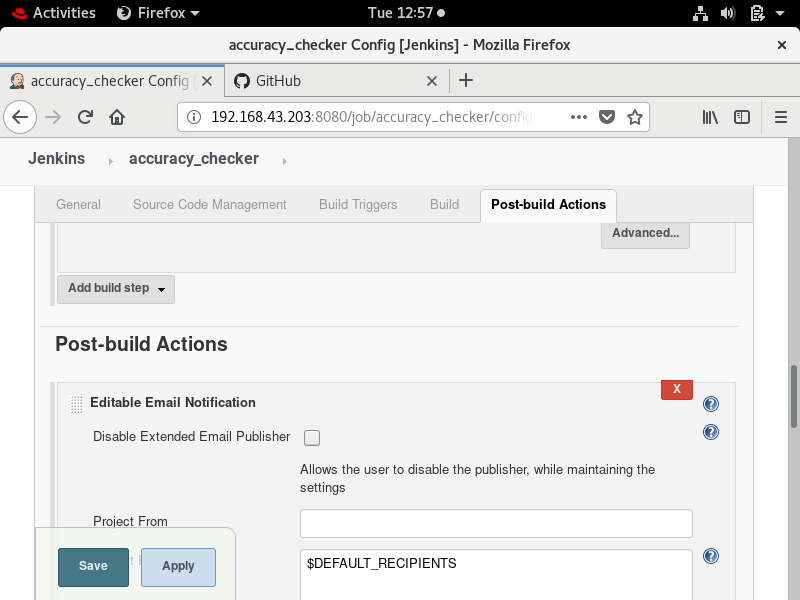 Activities Firefox Tue 12:57
accuracy_checker Config [Jenkins] - Mozilla Firefox
accuracy_checker Config GitHub
192.168.43.203:8080/job/accuracy_checker/config
Jenkins accuracy_checker
General Source Code Management Build Triggers Build Post-build Actions
Advanced...
Add build step
Post-build Actions
X
Editable Email Notification
Disable Extended Email Publisher
Allows the user to disable the publisher, while maintaining the
settings
Project From
$DEFAULT_RECIPIENTS
Save Apply